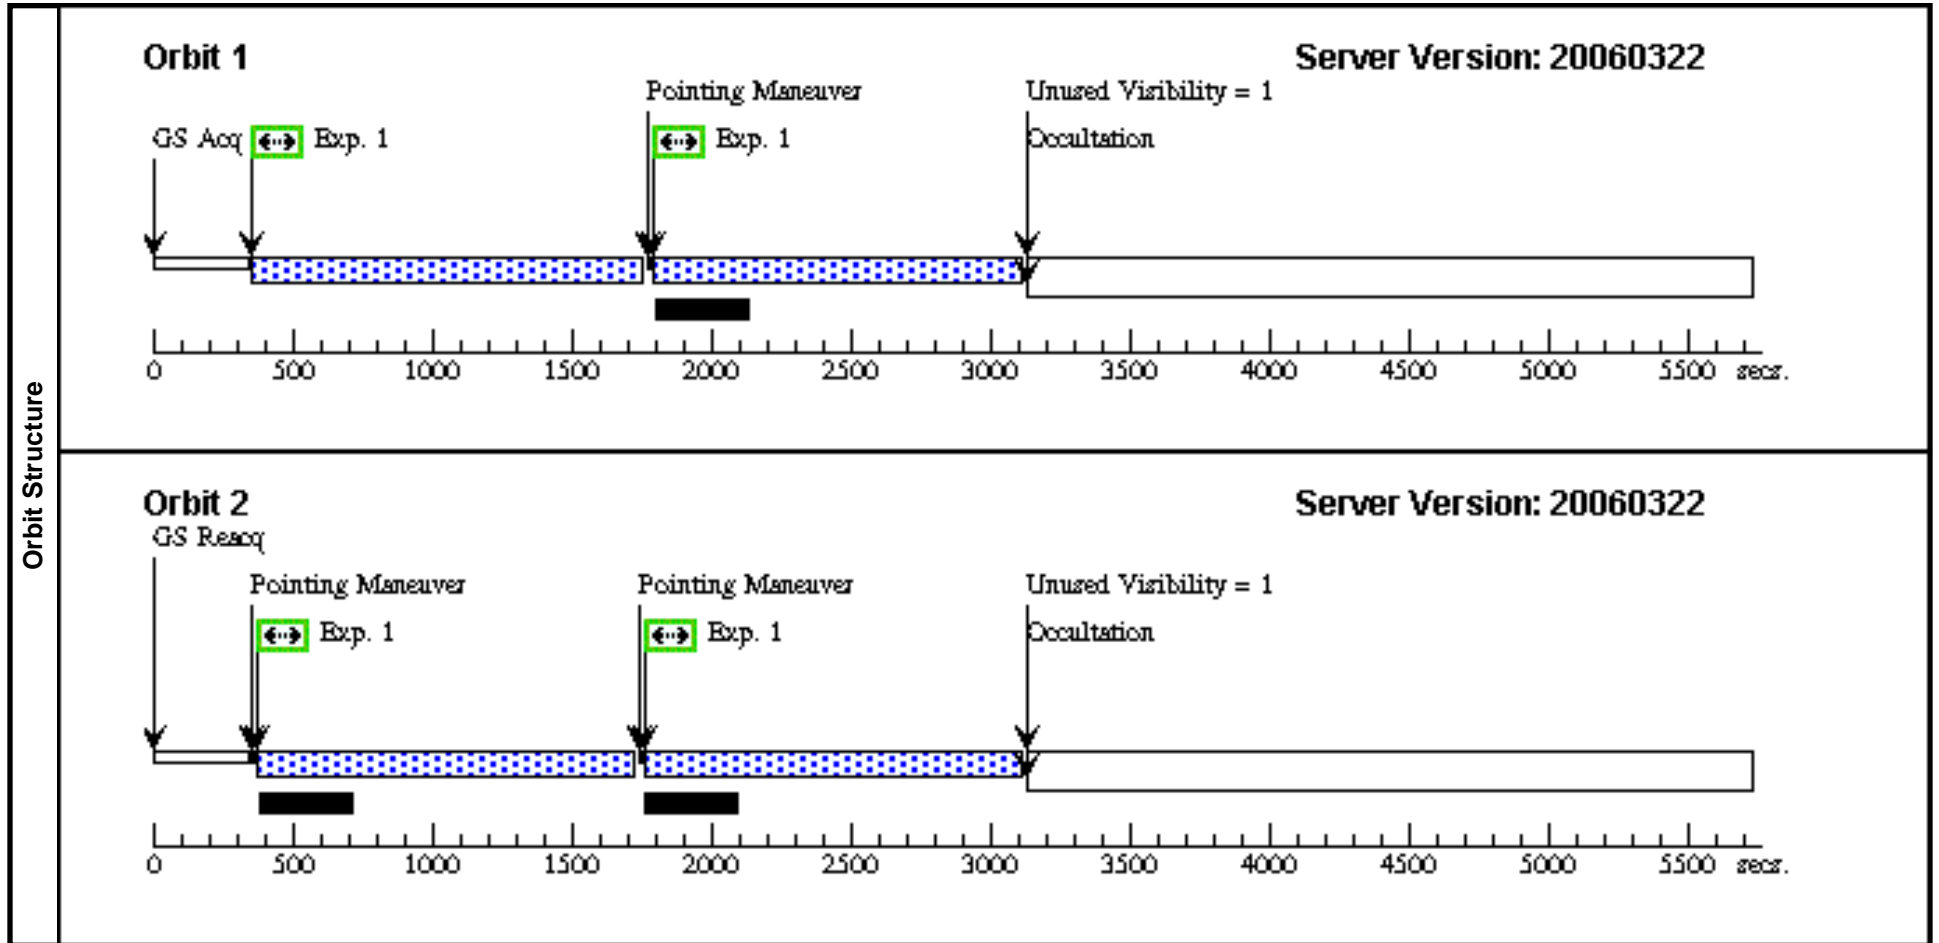 Orbit Structure
Orbit 1
Server Version: 20060322
Pointing Maneuver
Unused Visibility = 1
GS Acq
Exp. 1
Exp. 1
Occultation
0 500 1000 1500 2000 2500 3000 3500 4000 4500 5000 5500 secs.
Orbit 2
Server Version: 20060322
GS Reacq
Pointing Maneuver
Pointing Maneuver
Unused Visibility = 1
Exp. 1
Exp. 1
Occultation
0 500 1000 1500 2000 2500 3000 3500 4000 4500 5000 5500 secs.